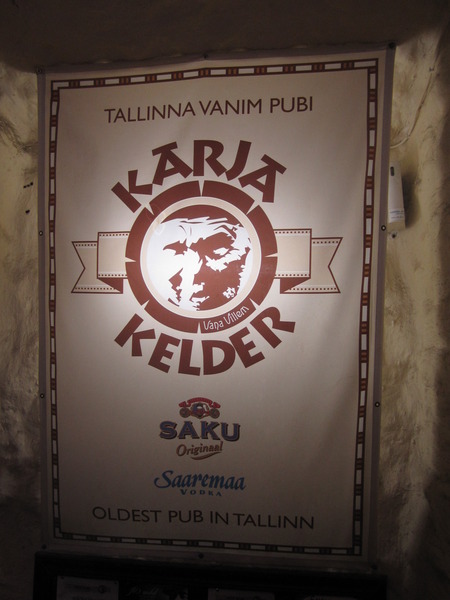 TALLINNA VANIM PUBI
KARJA
Vana Villem
KELDER
SAKU
Originaal
Saaremaa
VODKA
OLDEST PUB IN TALLINN